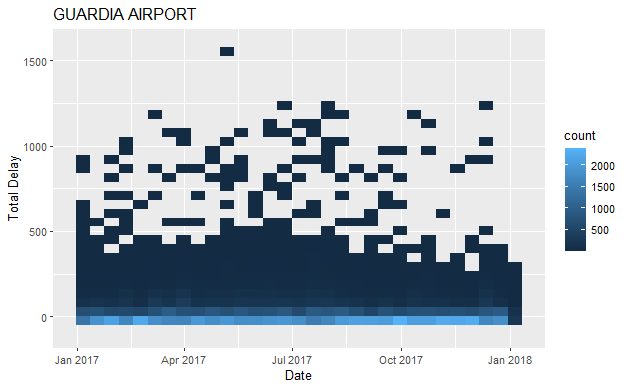 GUARDIA AIRPORT
1500
1000
500
0
Total Delay
Jan 2017
Apr 2017
Jul 2017
Oct 2017
Jan 2018
Date
count
2000
1500
1000
500